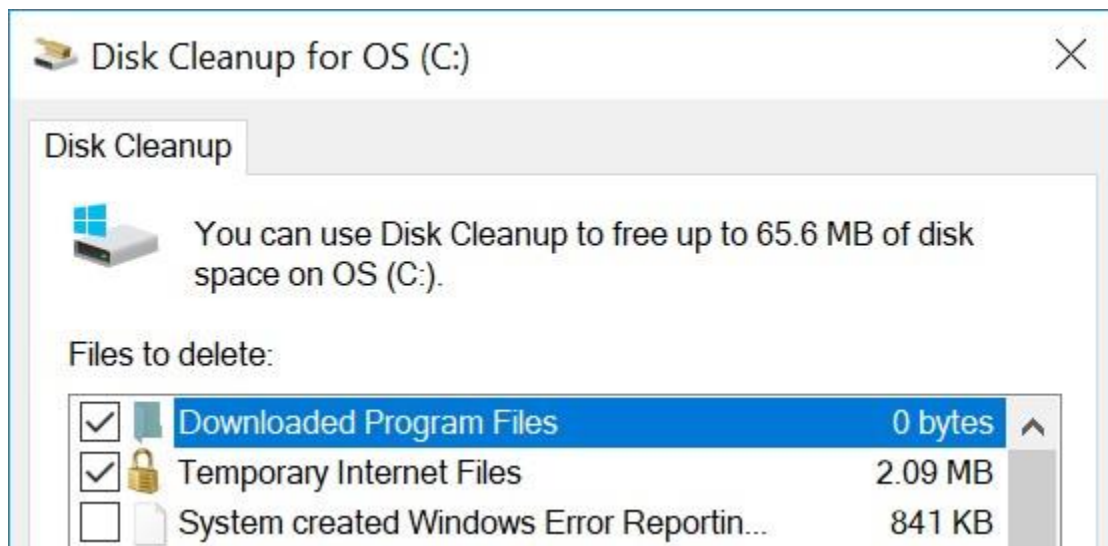 Disk Cleanup for OS (C:)
Disk Cleanup
You can use Disk Cleanup to free up to 65.6 MB of disk
space on OS (C:).
Files to delete:
Downloaded Program Files 0 bytes
Temporary Internet Files 2.09 MB
System created Windows Error Reportin... 841 KB